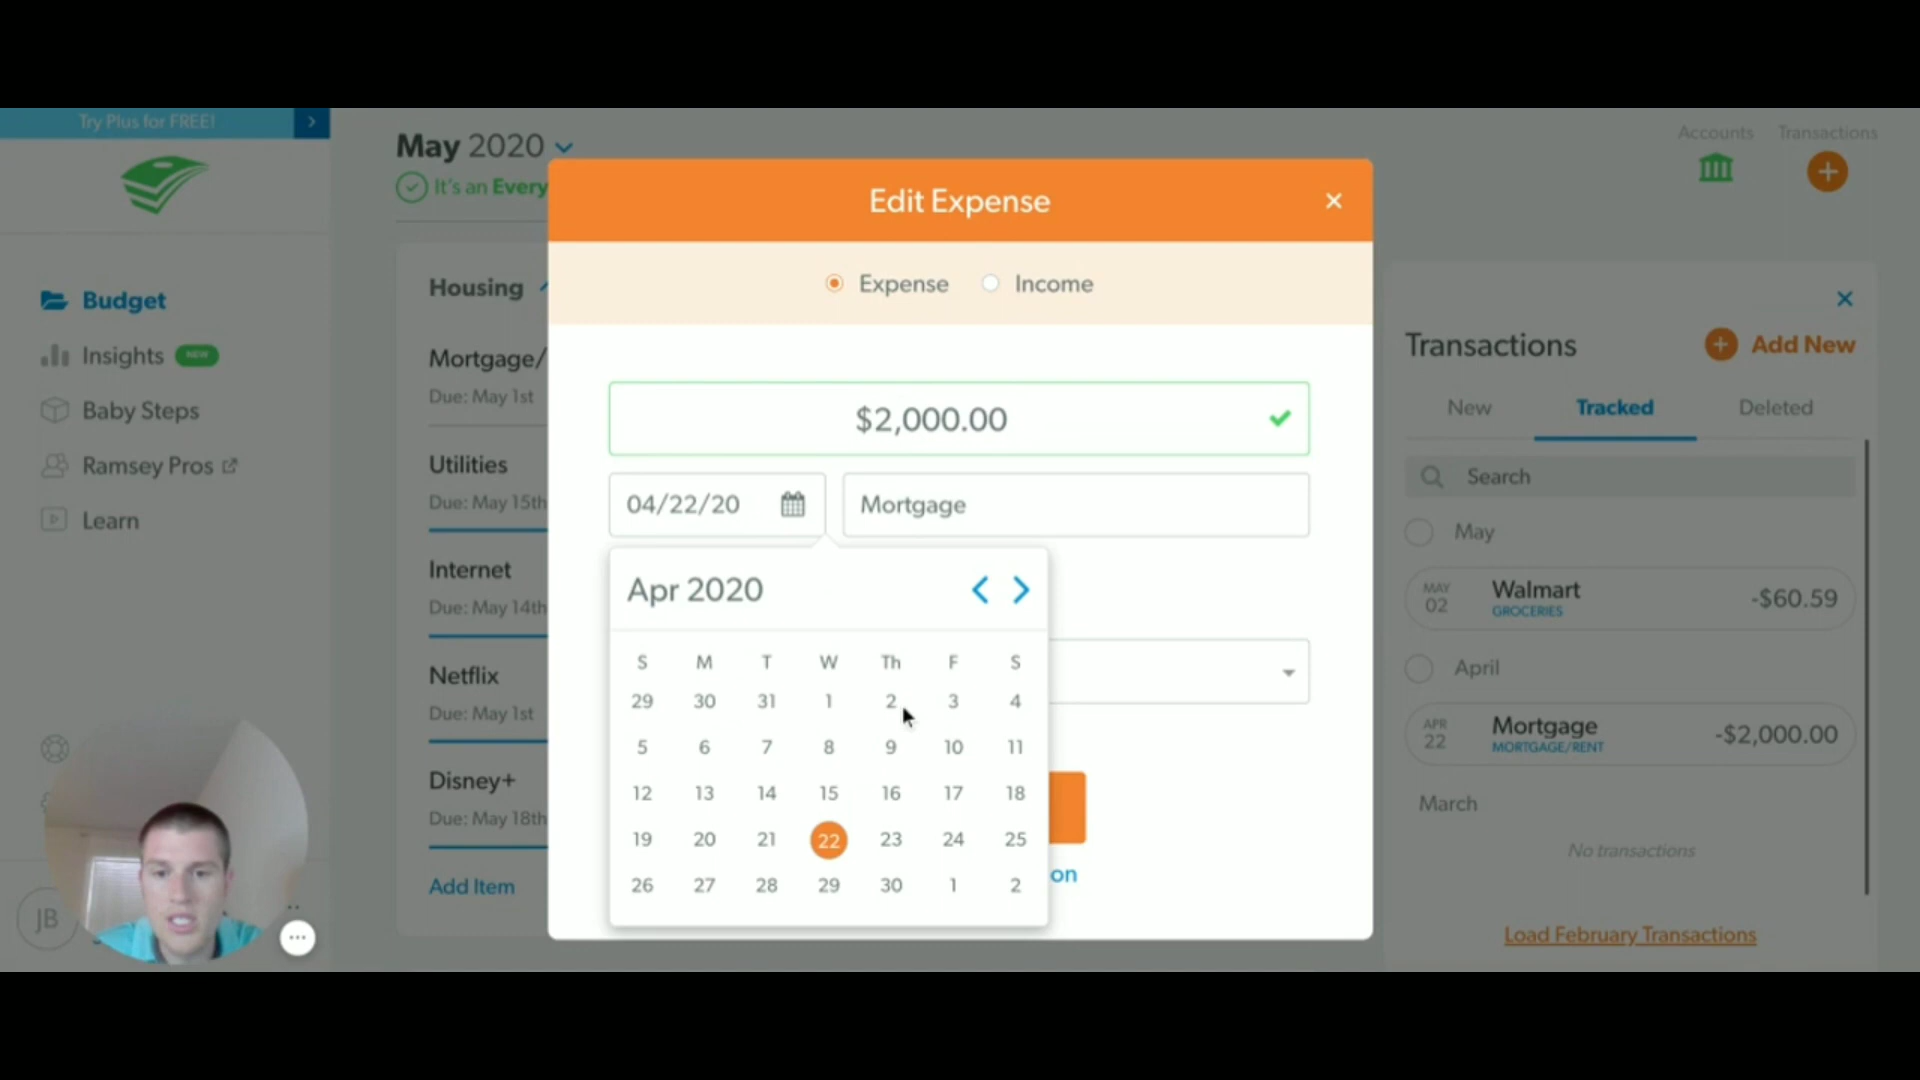 Try Plus for FREE!
Budget
Insights NEW
Baby Steps
Ramsey Pros
Learn
JB
May 2020
It's an Every
Housing
Mortgage/
Due: May 1st
Utilities
Due: May 15th
Internet
Due: May 14th
Netflix
Due: May 1st
Disney+
Due: May 18th
Add Item
Edit Expense
Expense Income
$2,000.00
04/22/20 Mortgage
Apr 2020
S M T W Th F S
29 30 31 1 2 3 4
5 6 7 8 9 10 11
12 13 14 15 16 17 18
19 20 21 22 23 24 25
26 27 28 29 30 1 2
on
Accounts Transactions
Transactions Add New
New Tracked Deleted
Search
May
MAY 02 Walmart GROCERIES -$60.59
April
APR 22 Mortgage MORTGAGE/RENT -$2,000.00
March
No transactions
Load February Transactions